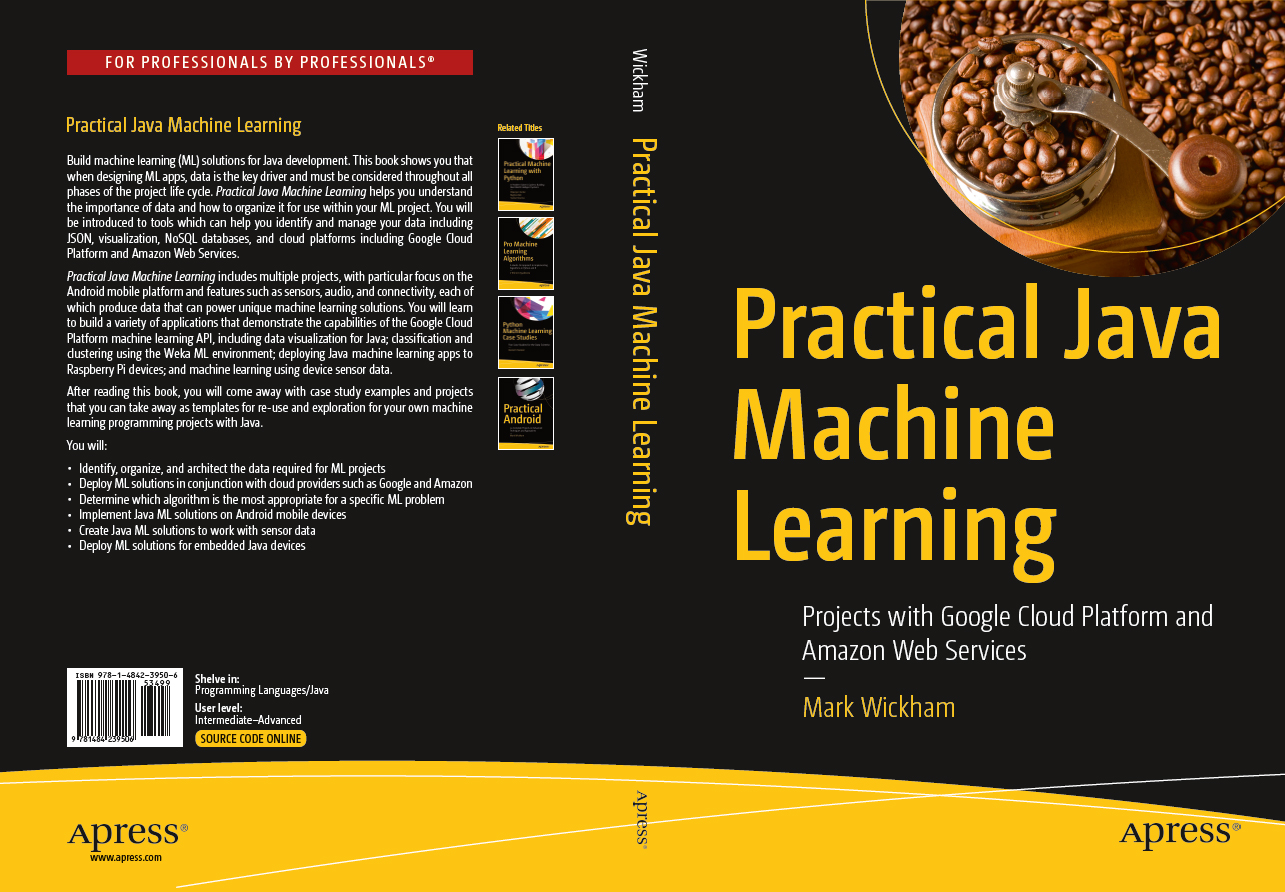 FOR PROFESSIONALS BY PROFESSIONALS®
Practical Java Machine Learning
Build machine learning (ML) solutions for Java development. This book shows you that
when designing ML apps, data is the key driver and must be considered throughout all
phases of the project life cycle. Practical Java Machine Learning helps you understand
the importance of data and how to organize it for use within your ML project. You will
be introduced to tools which can help you identify and manage your data including
JSON, visualization, NoSQL databases, and cloud platforms including Google Cloud
Platform and Amazon Web Services.
Practical Java Machine Learning includes multiple projects, with particular focus on the
Android mobile platform and features such as sensors, audio, and connectivity, each of
which produce data that can power unique machine learning solutions. You will learn
to build a variety of applications that demonstrate the capabilities of the Google Cloud
Platform machine learning API, including data visualization for Java; classification and
clustering using the Weka ML environment; deploying Java machine learning apps to
Raspberry Pi devices; and machine learning using device sensor data.
After reading this book, you will come away with case study examples and projects
that you can take away as templates for re-use and exploration for your own machine
learning programming projects with Java.
You will:
• Identify, organize, and architect the data required for ML projects
• Deploy ML solutions in conjunction with cloud providers such as Google and Amazon
• Determine which algorithm is the most appropriate for a specific ML problem
• Implement Java ML solutions on Android mobile devices
• Create Java ML solutions to work with sensor data
• Deploy ML solutions for embedded Java devices
Related Titles
Practical Machine
Learning with
Python
Pro Machine
Learning
Algorithms
Python
Machine Learning
Case Studies
Practical
Android
ISBN 978-1-4842-3950-6
53499
9 781484 239506
Shelve in:
Programming Languages/Java
User level:
Intermediate–Advanced
SOURCE CODE ONLINE
Apress®
www.apress.com
Wickham
Practical Java Machine Learning
Apress®
Practical Java
Machine
Learning
Projects with Google Cloud Platform and
Amazon Web Services
—
Mark Wickham
Apress®